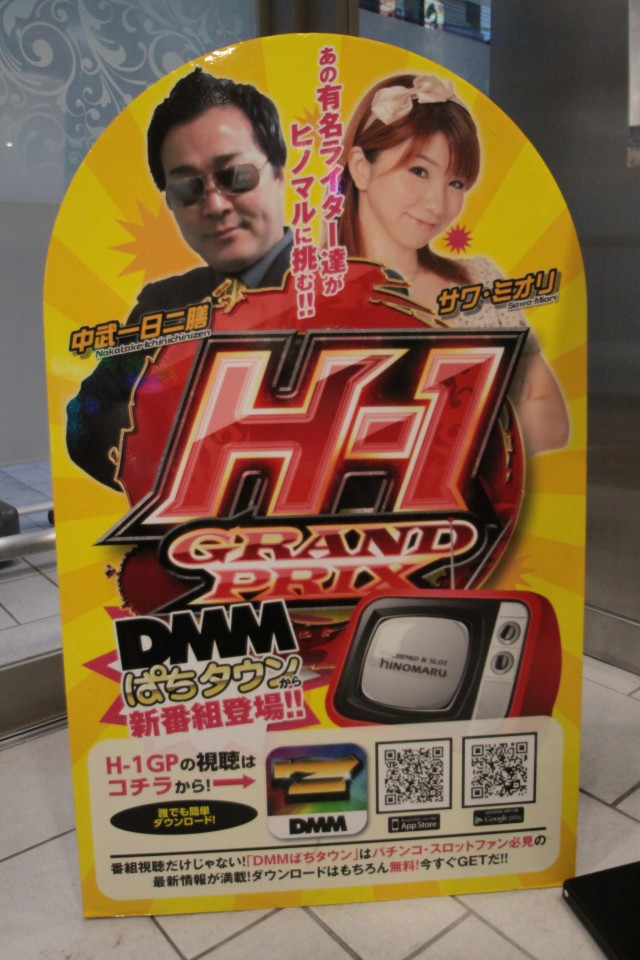 あの有名ライター達が
ヒノマルに挑む!!
中武一日二膳
Nakatake-Ichinichinizen
サワ・ミオリ
Sawa-Miori
H-1
GRAND
PRIX
DMM
ぱちタウンから
新番組登場!!
& SLOT
HINOMARU
H-1GPの視聴は
コチラから!
誰でも簡単
ダウンロード!
7
DMM
App Store
Google play
番組視聴だけじゃない!「DMMぱちタウン」はパチンコ・スロットファン必見の
最新情報が満載!ダウンロードはもちろん無料!今すぐGETだ!!